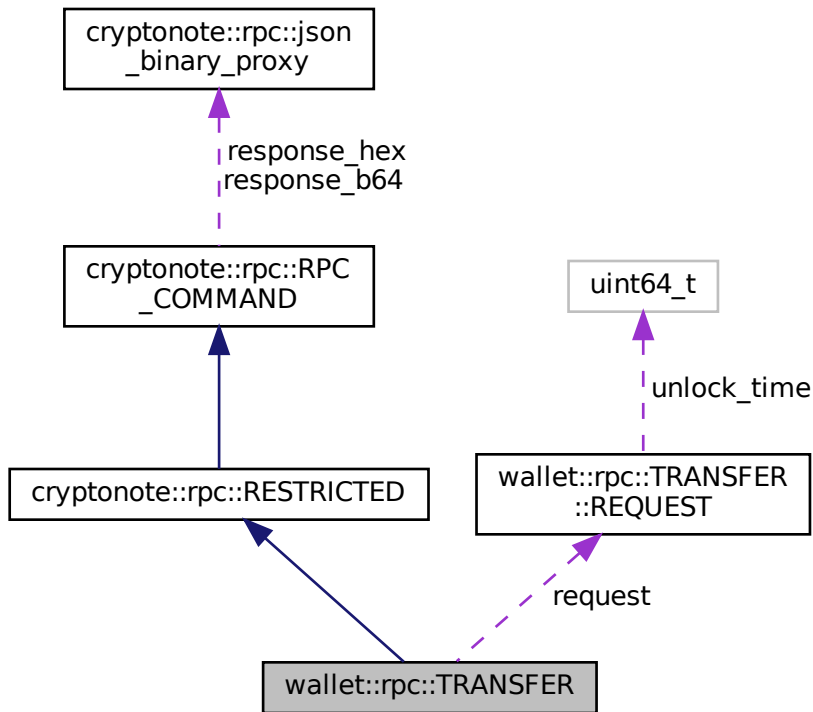 cryptonote::rpc::json
_binary_proxy
response_hex
response_b64
cryptonote::rpc::RPC
_COMMAND
uint64_t
unlock_time
cryptonote::rpc::RESTRICTED
wallet::rpc::TRANSFER
::REQUEST
request
wallet::rpc::TRANSFER